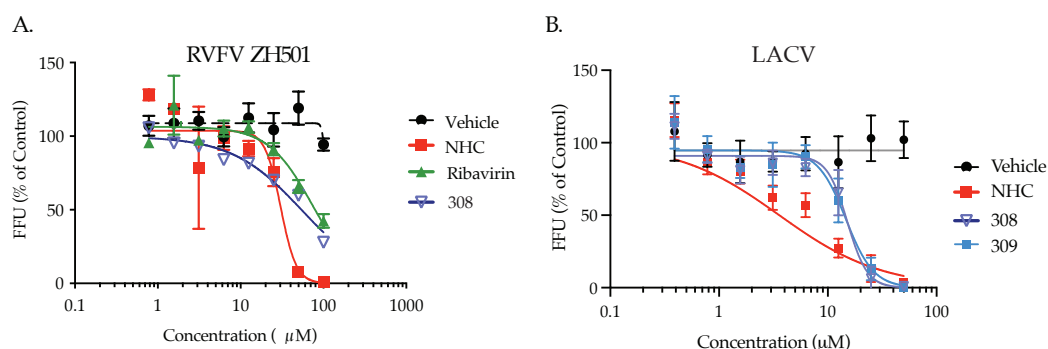 A.
RVFV ZH501
150
100
50
0
0.1
1
10
100
1000
FFU (% of Control)
Concentration ( µM)
Vehicle
NHC
Ribavirin
308
B.
LACV
150
100
50
0
0.1
1
10
100
FFU (% of Control)
Concentration (µM)
Vehicle
NHC
308
309